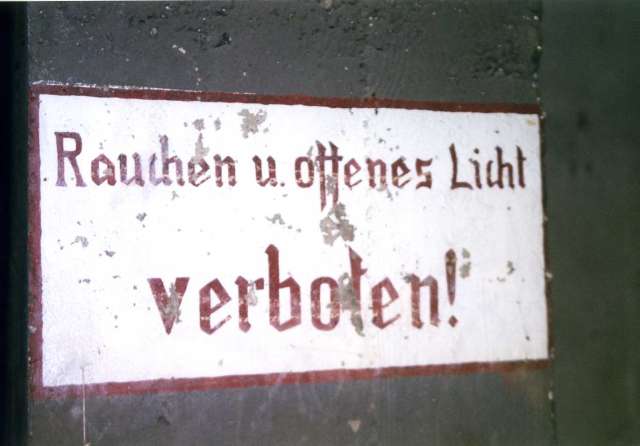 Rauchen u. offenes Licht
verboten!